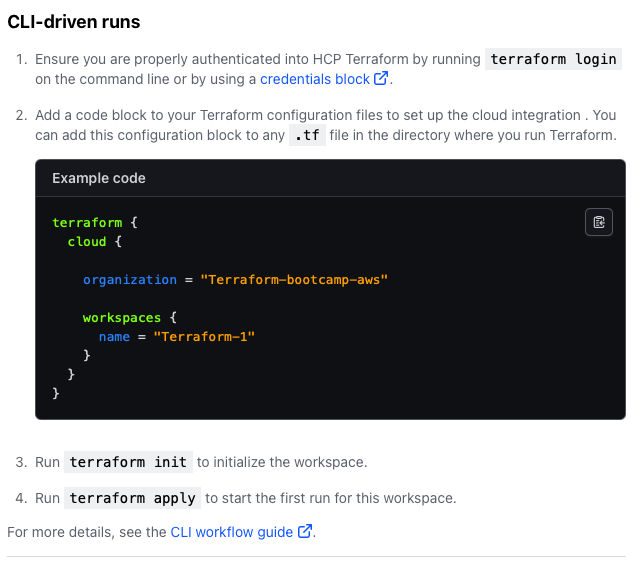 CLI-driven runs
1. Ensure you are properly authenticated into HCP Terraform by running terraform login
on the command line or by using a credentials block.
2. Add a code block to your Terraform configuration files to set up the cloud integration . You
can add this configuration block to any .tf file in the directory where you run Terraform.
Example code
terraform {
  cloud {

    organization = "Terraform-bootcamp-aws"

    workspaces {
      name = "Terraform-1"
    }
  }
}
3. Run terraform init to initialize the workspace.
4. Run terraform apply to start the first run for this workspace.
For more details, see the CLI workflow guide.